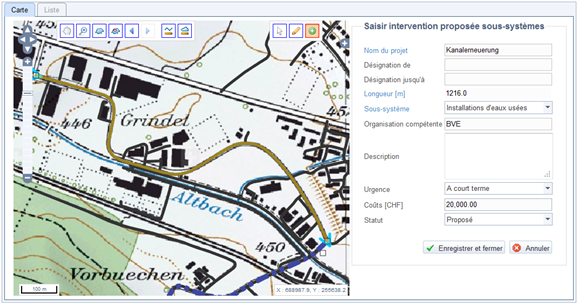 Carte
Liste
Saisir intervention proposée sous-systèmes
Nom du projet
Kanalerneuerung
Désignation de
Désignation jusqu'à
Longueur [m]
1216.0
Sous-système
Installations d'eaux usées
Organisation compétente
BVE
Description
Urgence
A court terme
Coûts [CHF]
20,000.00
Statut
Proposé
Enregistrer et fermer
Annuler
446
Grindel
Altbach
450
Vorbuechen
45
100 m
X : 688987.9, Y : 255638.2